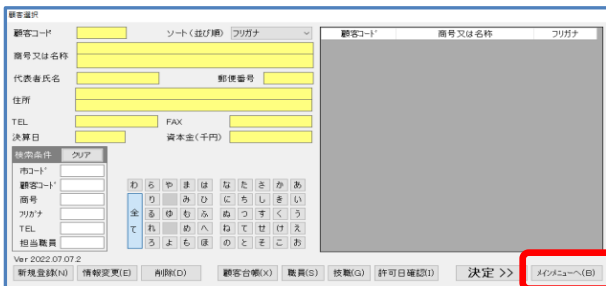 顧客選択
顧客コード ソート(並び順) フリガナ
商号又は名称
代表者氏名 郵便番号
住所
TEL FAX
決算日 資本金(千円)
顧客コード 商号又は名称 フリガナ
検索条件 クリア
市コード
顧客コード
商号
フリガナ
TEL
担当職員
わ ら や ま は な た さ か あ
り み ひ に ち し き い
全 る ゆ む ふ ぬ つ す く う
て れ め へ ね て せ け え
ろ よ も ほ の と そ こ お
Ver 2022.07.07.2
新規登録(N) 情報変更(E) 削除(D) 顧客台帳(X) 職員(S) 技職(G) 許可日確認(I) 決定 >> メインメニューへ(B)